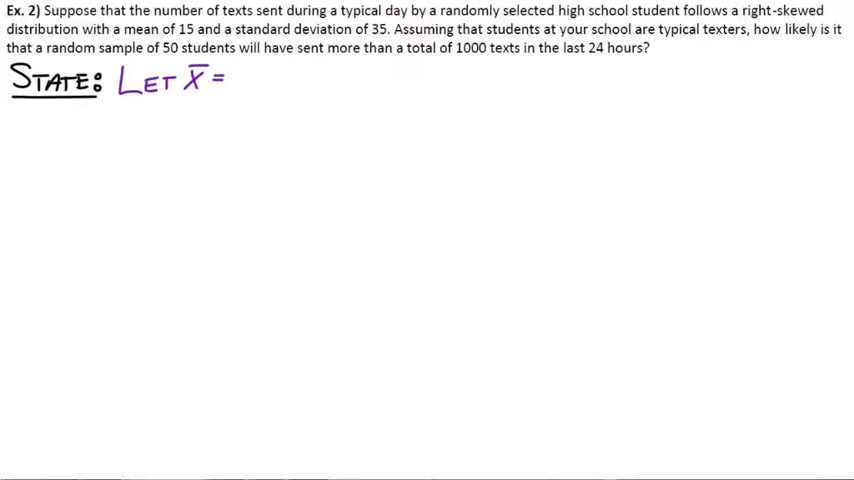 Ex. 2) Suppose that the number of texts sent during a typical day by a randomly selected high school student follows a right-skewed
distribution with a mean of 15 and a standard deviation of 35. Assuming that students at your school are typical texters, how likely is it
that a random sample of 50 students will have sent more than a total of 1000 texts in the last 24 hours?
STATE: LET X̄ =